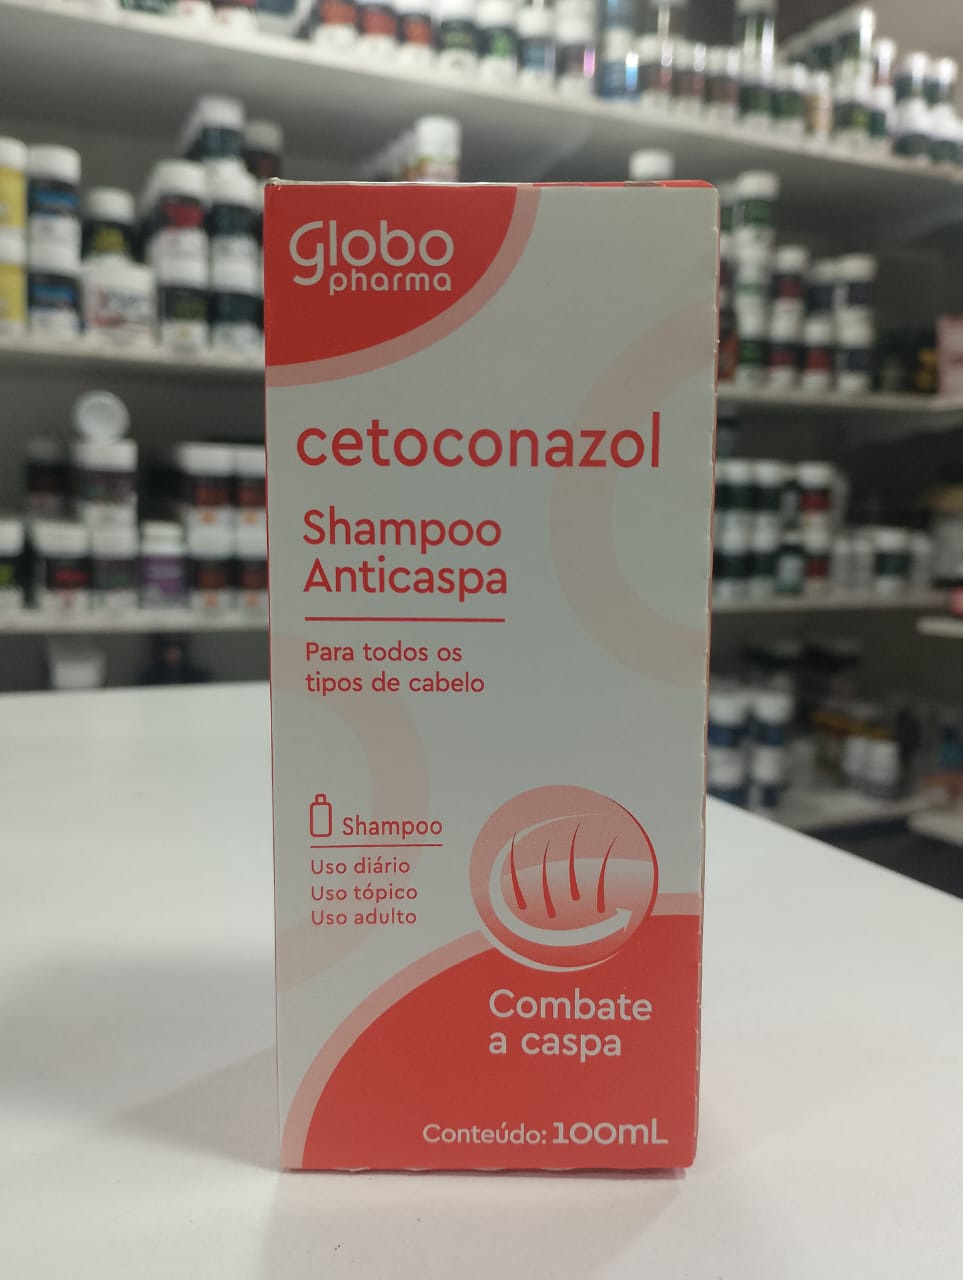 Globo
pharma
cetoconazol
Shampoo
Anticaspa
Para todos os
tipos de cabelo
Shampoo
Uso diário
Uso tópico
Uso adulto
Combate
a caspa
Conteúdo: 100mL